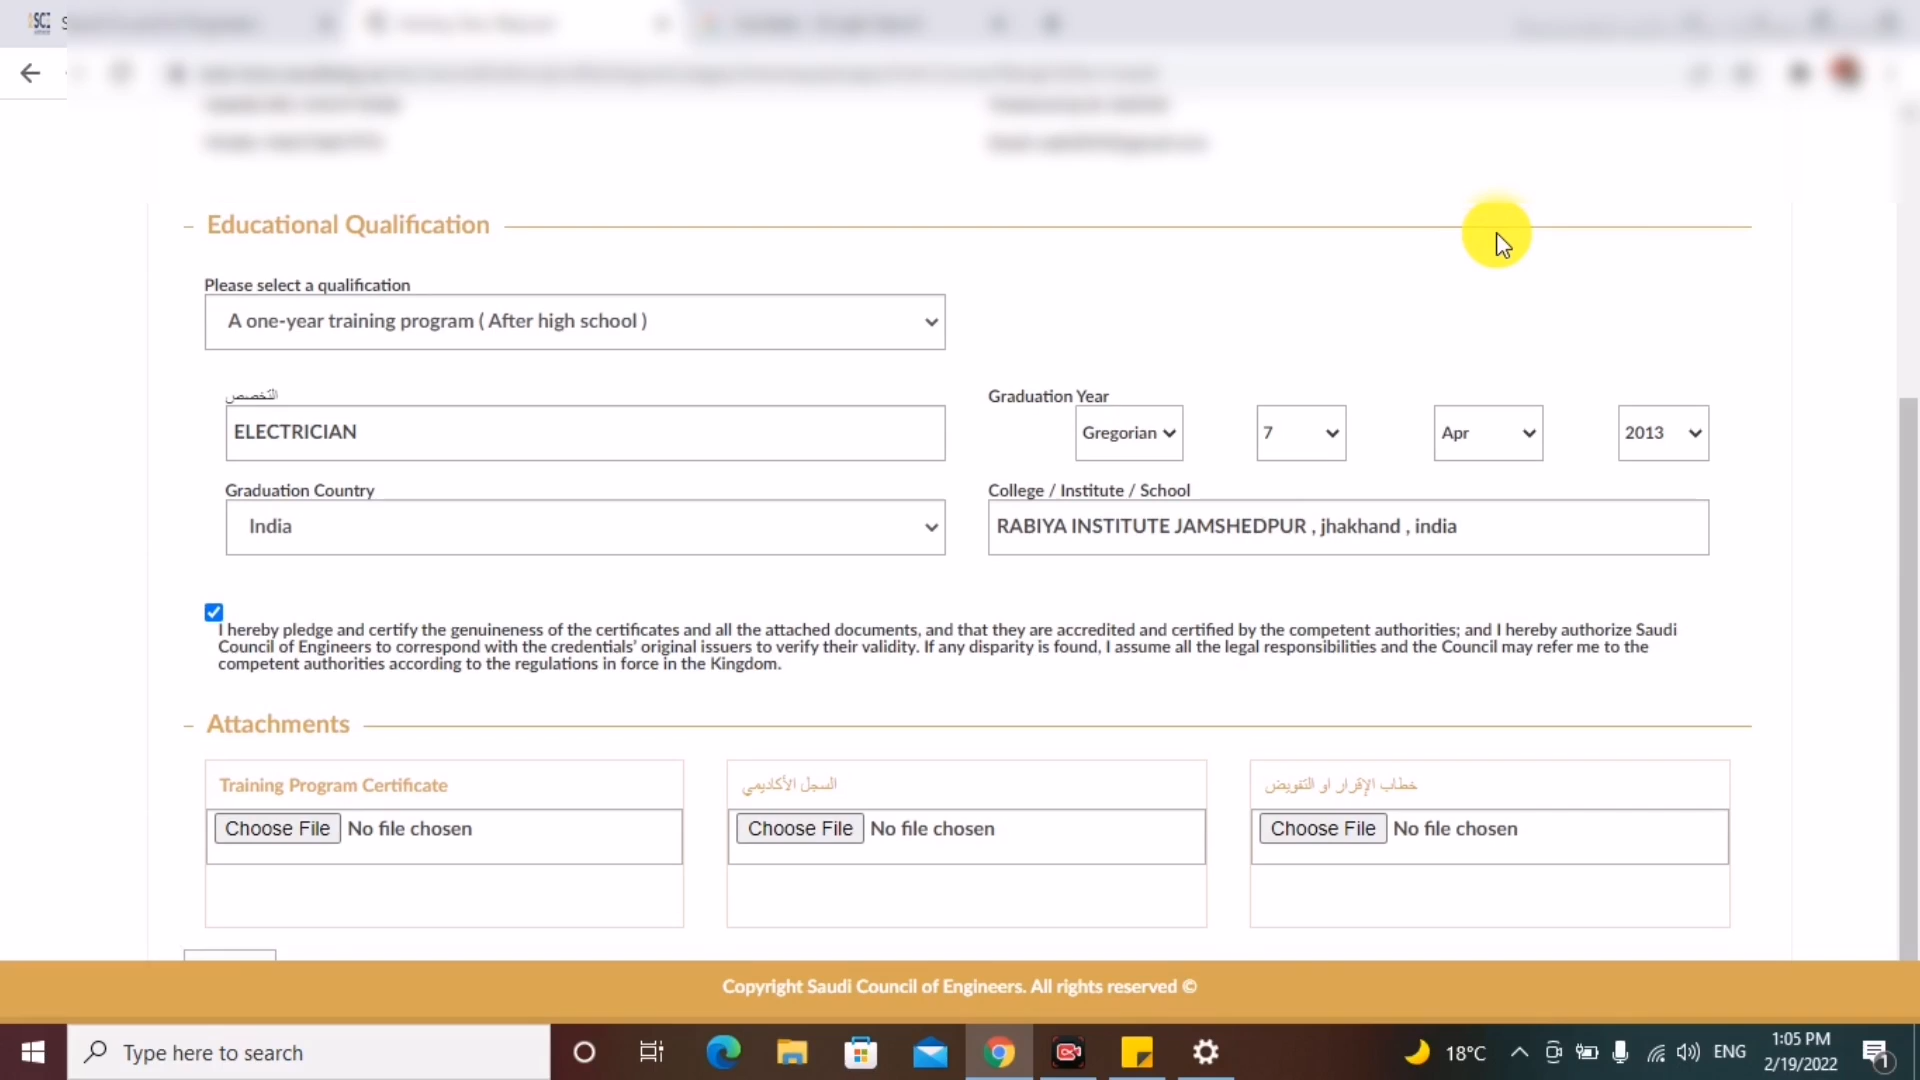 SCE
Educational Qualification
Please select a qualification
A one-year training program ( After high school )
التخصص
ELECTRICIAN
Graduation Year
Gregorian
7
Apr
2013
Graduation Country
India
College / Institute / School
RABIYA INSTITUTE JAMSHEDPUR , jhakhand , india
I hereby pledge and certify the genuineness of the certificates and all the attached documents, and that they are accredited and certified by the competent authorities; and I hereby authorize Saudi
Council of Engineers to correspond with the credentials' original issuers to verify their validity. If any disparity is found, I assume all the legal responsibilities and the Council may refer me to the
competent authorities according to the regulations in force in the Kingdom.
Attachments
Training Program Certificate
Choose File No file chosen
السجل الأكاديمي
Choose File No file chosen
خطاب الإقرار او التفويض
Choose File No file chosen
Copyright Saudi Council of Engineers. All rights reserved ©
Type here to search
18°C
ENG
1:05 PM
2/19/2022
1